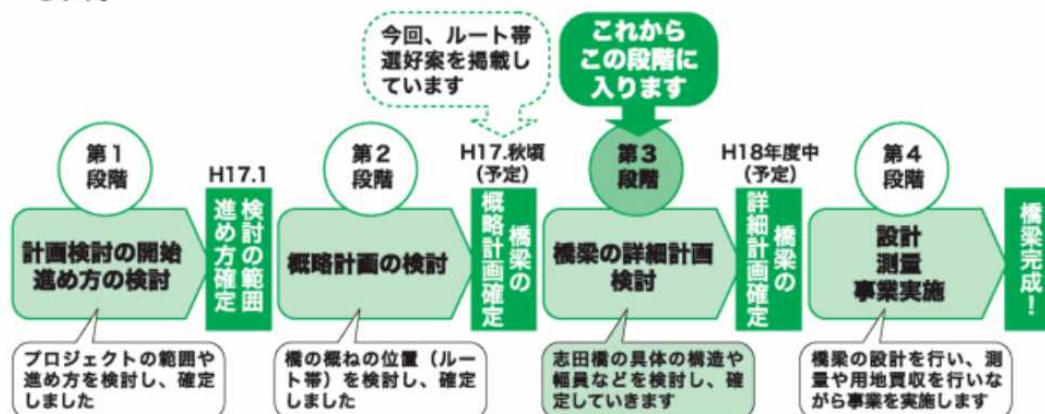 今回、ルート帯
選好案を掲載し
ています
これから
この段階に
入ります
第1
段階
H17.1
第2
段階
H17.秋頃
(予定)
第3
段階
H18年度中
(予定)
第4
段階
計画検討の開始
進め方の検討
検討の範囲
進め方確定
概略計画の検討
橋梁の
概略計画確定
橋梁の詳細計画
検討
橋梁の
詳細計画確定
設計
測量
事業実施
橋梁完成!
プロジェクトの範囲や
進め方を検討し、確定
しました
橋の概ねの位置(ルー
ト帯)を検討し、確定
しました
志田橋の具体の構造や
幅員などを検討し、確
定していきます
橋梁の設計を行い、測
量や用地買収を行いな
がら事業を実施します